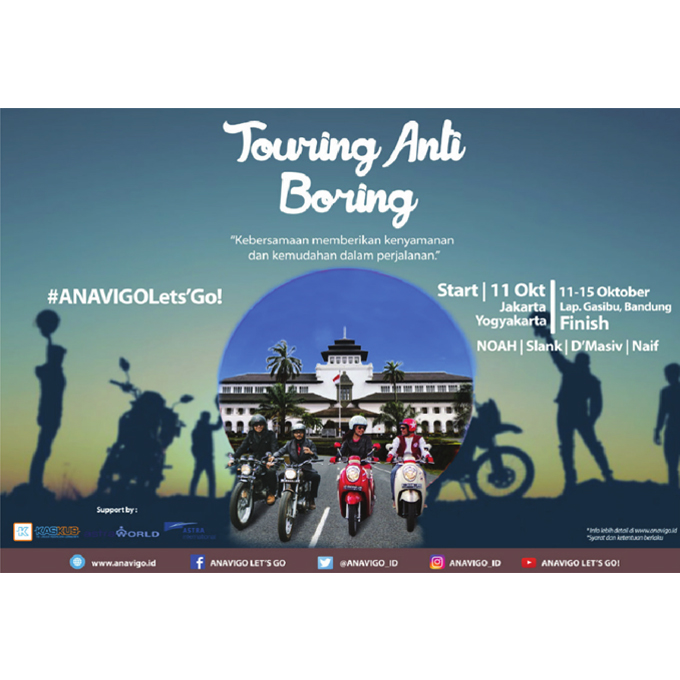 Touring Anti
Boring
"Kebersamaan memberikan kenyamanan
dan kemudahan dalam perjalanan."
#ANAVIGOLets'Go!
Start | 11 Okt
Jakarta
Yogyakarta
11-15 Oktober
Lap. Gasibu, Bandung
Finish
NOAH | Slank | D'Masiv | Naif
Support by :
K KASKUS
WORLD
ASTRA
*Info lebih detail di www.anavigo.id
*Syarat dan ketentuan berlaku
www.anavigo.id
ANAVIGO LET'S GO
@ANAVIGO_ID
ANAVIGO_ID
ANAVIGO LET'S GO!